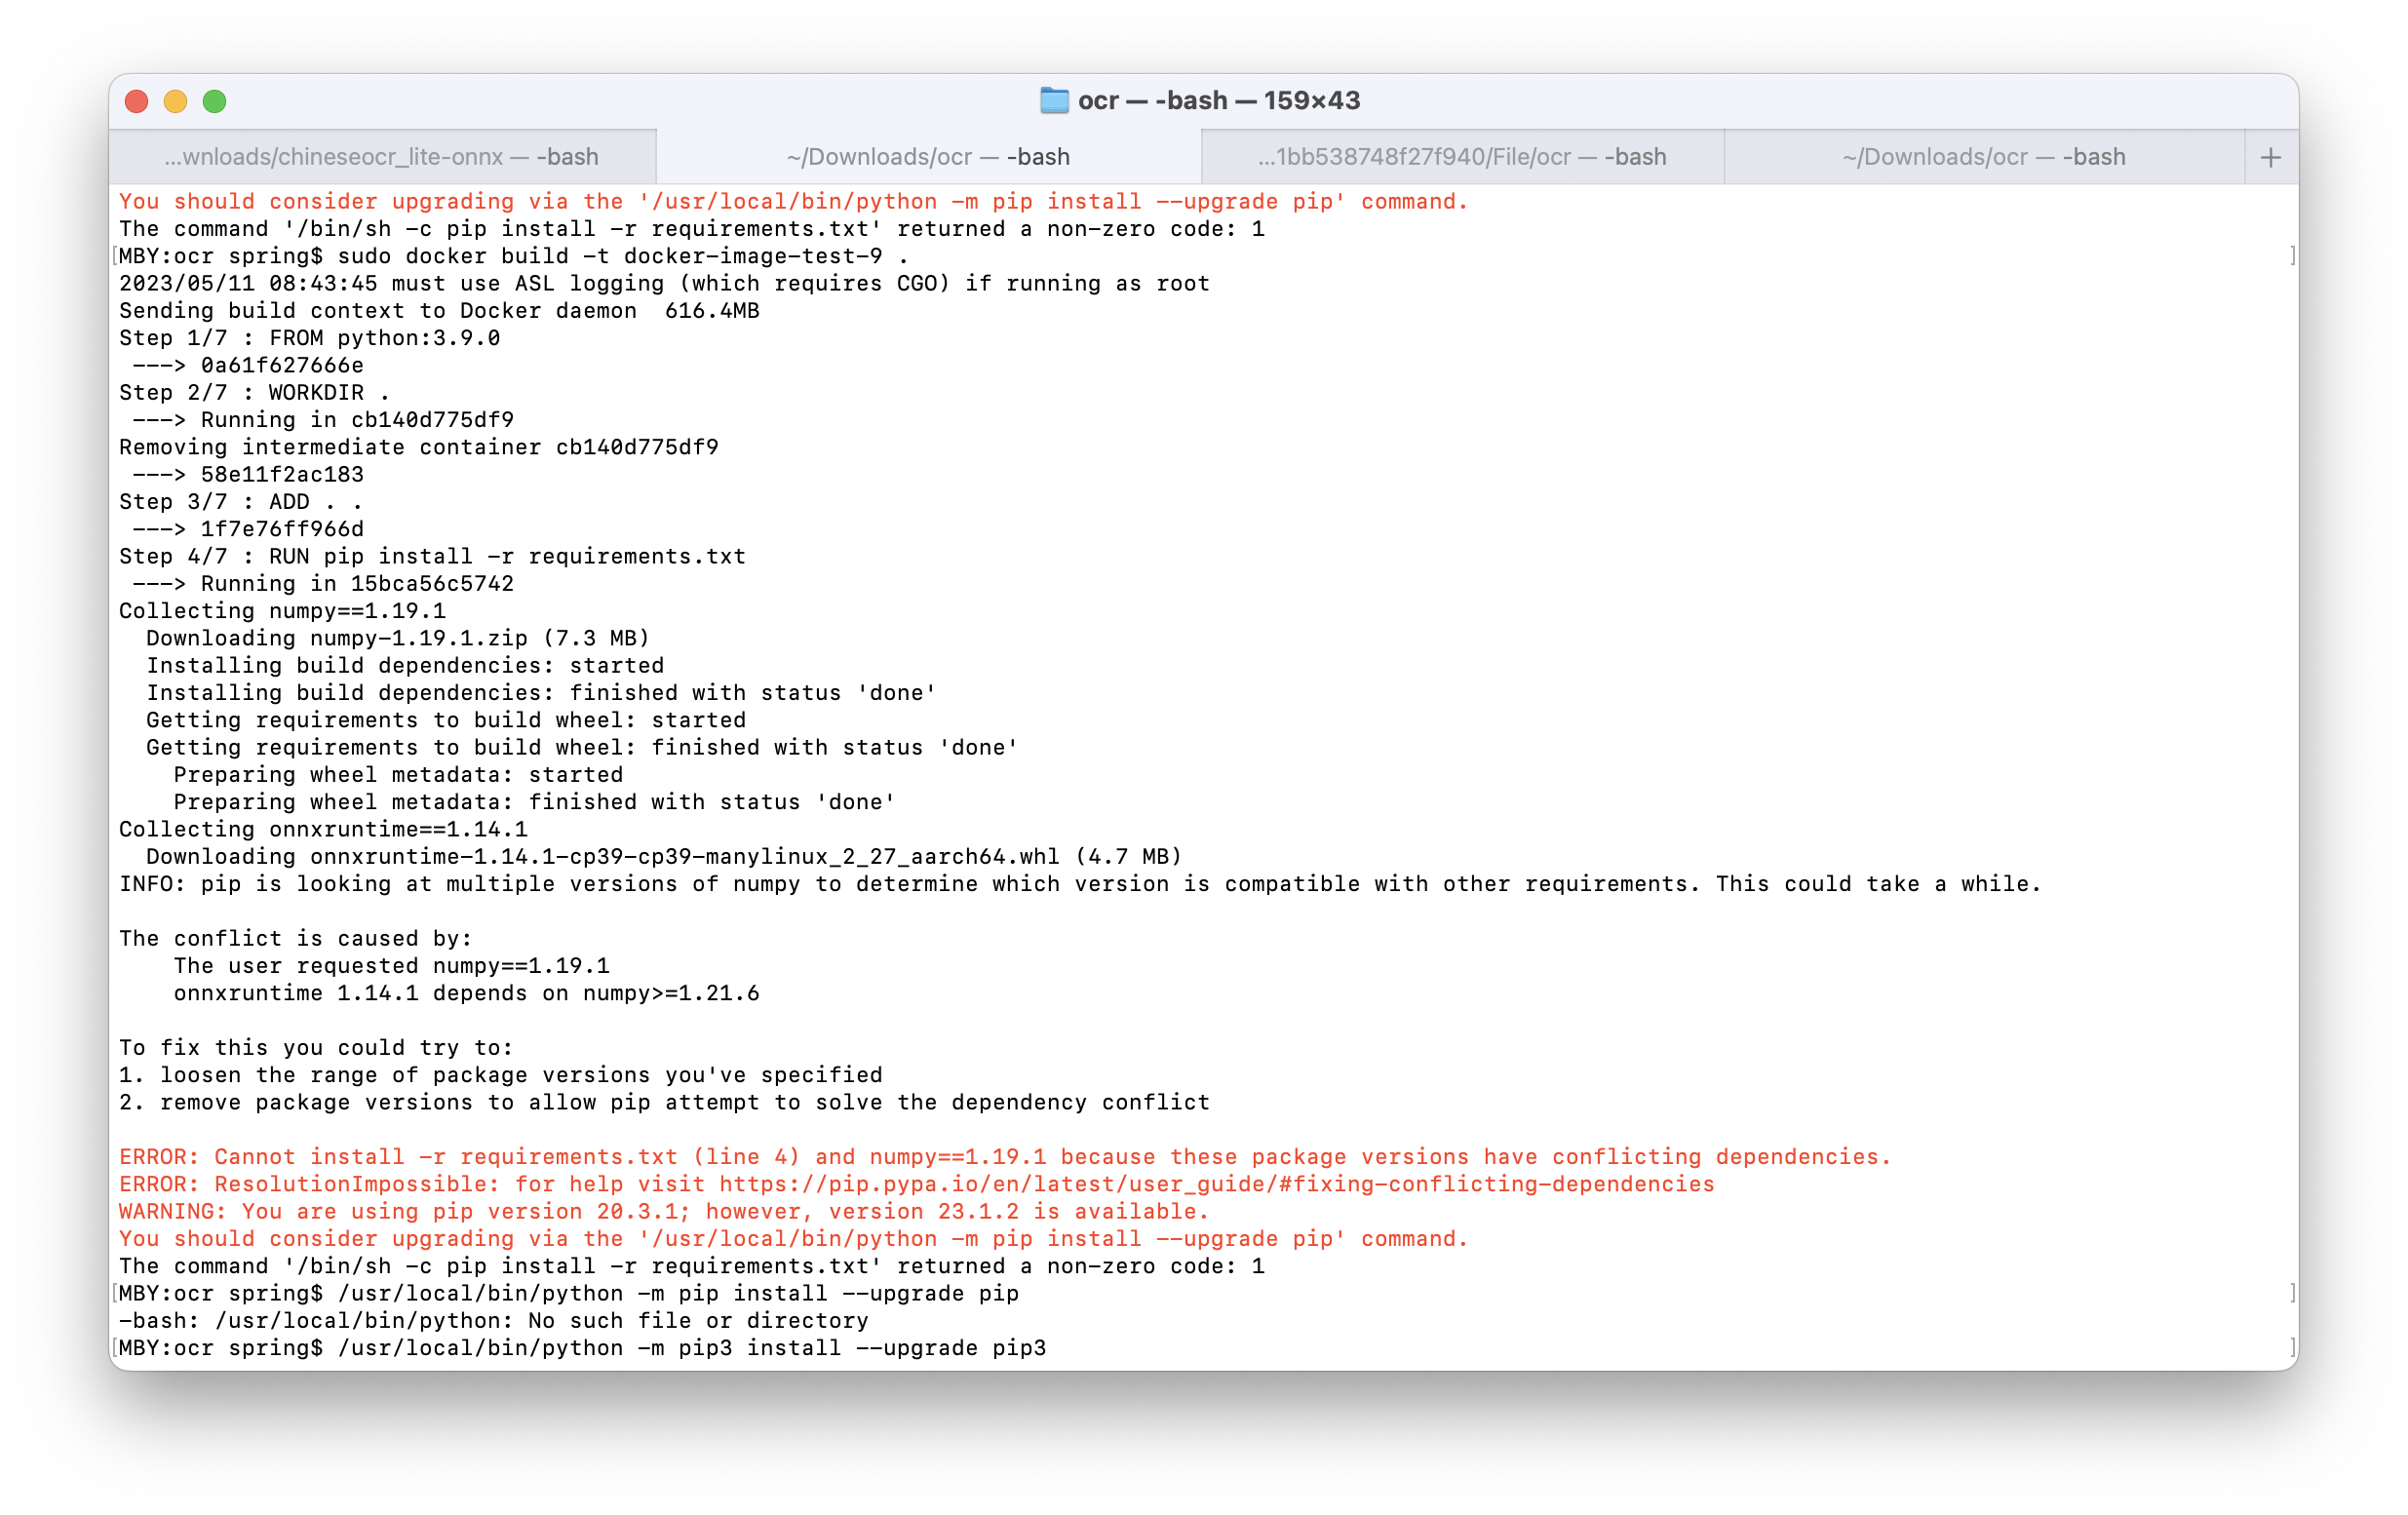 ocr — -bash — 159×43
...wnloads/chineseocr_lite-onnx — -bash
~/Downloads/ocr — -bash
...1bb538748f27f940/File/ocr — -bash
~/Downloads/ocr — -bash
+
You should consider upgrading via the '/usr/local/bin/python -m pip install --upgrade pip' command.
The command '/bin/sh -c pip install -r requirements.txt' returned a non-zero code: 1
[MBY:ocr spring$ sudo docker build -t docker-image-test-9 . ]
2023/05/11 08:43:45 must use ASL logging (which requires CGO) if running as root
Sending build context to Docker daemon  616.4MB
Step 1/7 : FROM python:3.9.0
 ---> 0a61f627666e
Step 2/7 : WORKDIR .
 ---> Running in cb140d775df9
Removing intermediate container cb140d775df9
 ---> 58e11f2ac183
Step 3/7 : ADD . .
 ---> 1f7e76ff966d
Step 4/7 : RUN pip install -r requirements.txt
 ---> Running in 15bca56c5742
Collecting numpy==1.19.1
  Downloading numpy-1.19.1.zip (7.3 MB)
  Installing build dependencies: started
  Installing build dependencies: finished with status 'done'
  Getting requirements to build wheel: started
  Getting requirements to build wheel: finished with status 'done'
    Preparing wheel metadata: started
    Preparing wheel metadata: finished with status 'done'
Collecting onnxruntime==1.14.1
  Downloading onnxruntime-1.14.1-cp39-cp39-manylinux_2_27_aarch64.whl (4.7 MB)
INFO: pip is looking at multiple versions of numpy to determine which version is compatible with other requirements. This could take a while.
The conflict is caused by:
    The user requested numpy==1.19.1
    onnxruntime 1.14.1 depends on numpy>=1.21.6
To fix this you could try to:
1. loosen the range of package versions you've specified
2. remove package versions to allow pip attempt to solve the dependency conflict
ERROR: Cannot install -r requirements.txt (line 4) and numpy==1.19.1 because these package versions have conflicting dependencies.
ERROR: ResolutionImpossible: for help visit https://pip.pypa.io/en/latest/user_guide/#fixing-conflicting-dependencies
WARNING: You are using pip version 20.3.1; however, version 23.1.2 is available.
You should consider upgrading via the '/usr/local/bin/python -m pip install --upgrade pip' command.
The command '/bin/sh -c pip install -r requirements.txt' returned a non-zero code: 1
[MBY:ocr spring$ /usr/local/bin/python -m pip install --upgrade pip ]
-bash: /usr/local/bin/python: No such file or directory
[MBY:ocr spring$ /usr/local/bin/python -m pip3 install --upgrade pip3 ]